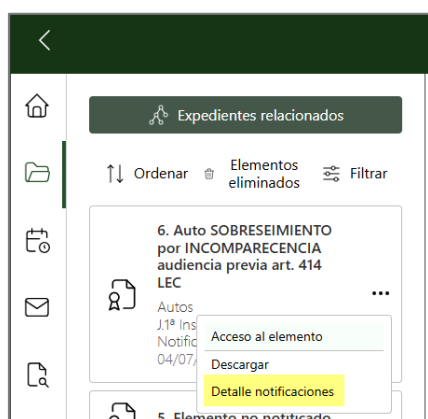 Expedientes relacionados
Ordenar
Elementos
eliminados
Filtrar
6. Auto SOBRESEIMIENTO
por INCOMPARECENCIA
audiencia previa art. 414
LEC
Autos
J.1ª Ins
Notific
04/07/
Acceso al elemento
Descargar
Detalle notificaciones
5. Elemento no notificado